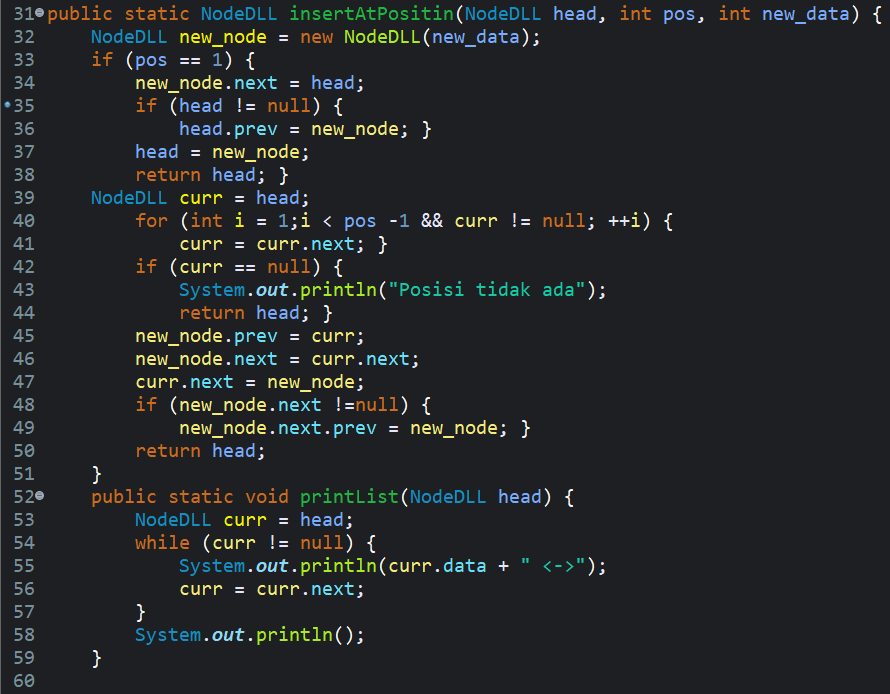 31 public static NodeDLL insertAtPositin(NodeDLL head, int pos, int new_data) {
32     NodeDLL new_node = new NodeDLL(new_data);
33     if (pos == 1) {
34         new_node.next = head;
35         if (head != null) {
36             head.prev = new_node; }
37         head = new_node;
38         return head; }
39     NodeDLL curr = head;
40         for (int i = 1;i < pos -1 && curr != null; ++i) {
41             curr = curr.next; }
42         if (curr == null) {
43             System.out.println("Posisi tidak ada");
44             return head; }
45         new_node.prev = curr;
46         new_node.next = curr.next;
47         curr.next = new_node;
48         if (new_node.next !=null) {
49             new_node.next.prev = new_node; }
50         return head;
51     }
52     public static void printList(NodeDLL head) {
53         NodeDLL curr = head;
54         while (curr != null) {
55             System.out.println(curr.data + " <->");
56             curr = curr.next;
57         }
58         System.out.println();
59     }
60